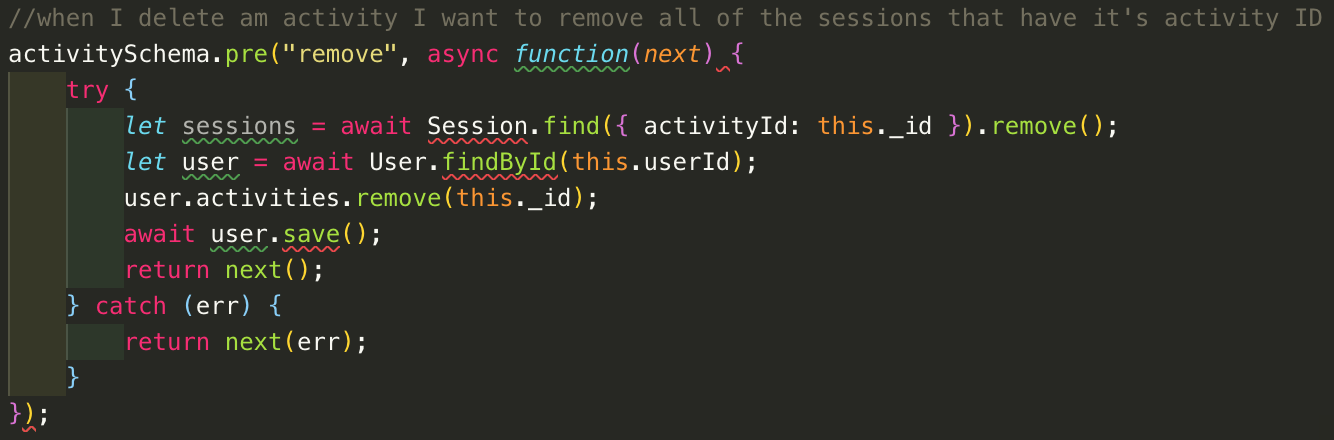 //when I delete am activity I want to remove all of the sessions that have it's activity ID
activitySchema.pre("remove", async function(next) {
    try {
        let sessions = await Session.find({ activityId: this._id }).remove();
        let user = await User.findById(this.userId);
        user.activities.remove(this._id);
        await user.save();
        return next();
    } catch (err) {
        return next(err);
    }
});